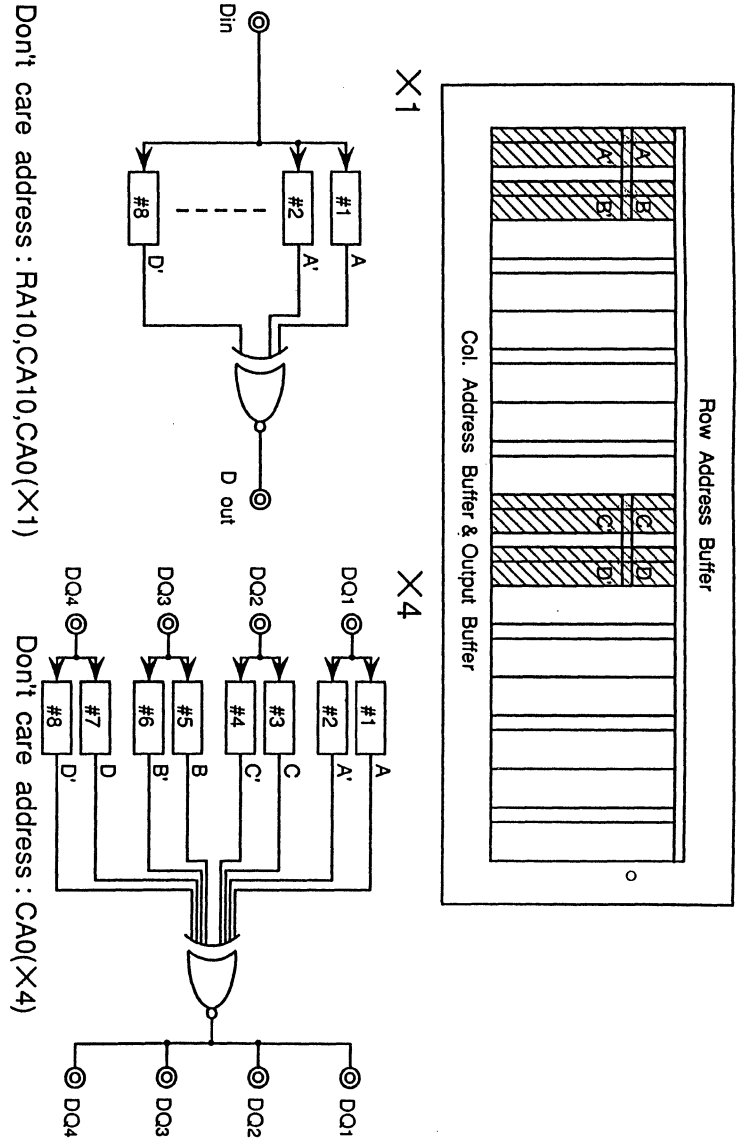 Row Address Buffer
A B C D
A' B' C' D'
Col. Address Buffer & Output Buffer
×1
Din
#1 A
#2 A'
#8 D'
D out
Don't care address : RA10,CA10,CA0(×1)
×4
DQ1
#1 A
#2 A'
DQ2
#3 C
#4 C'
DQ3
#5 B
#6 B'
DQ4
#7 D
#8 D'
DQ1
DQ2
DQ3
DQ4
Don't care address : CA0(×4)